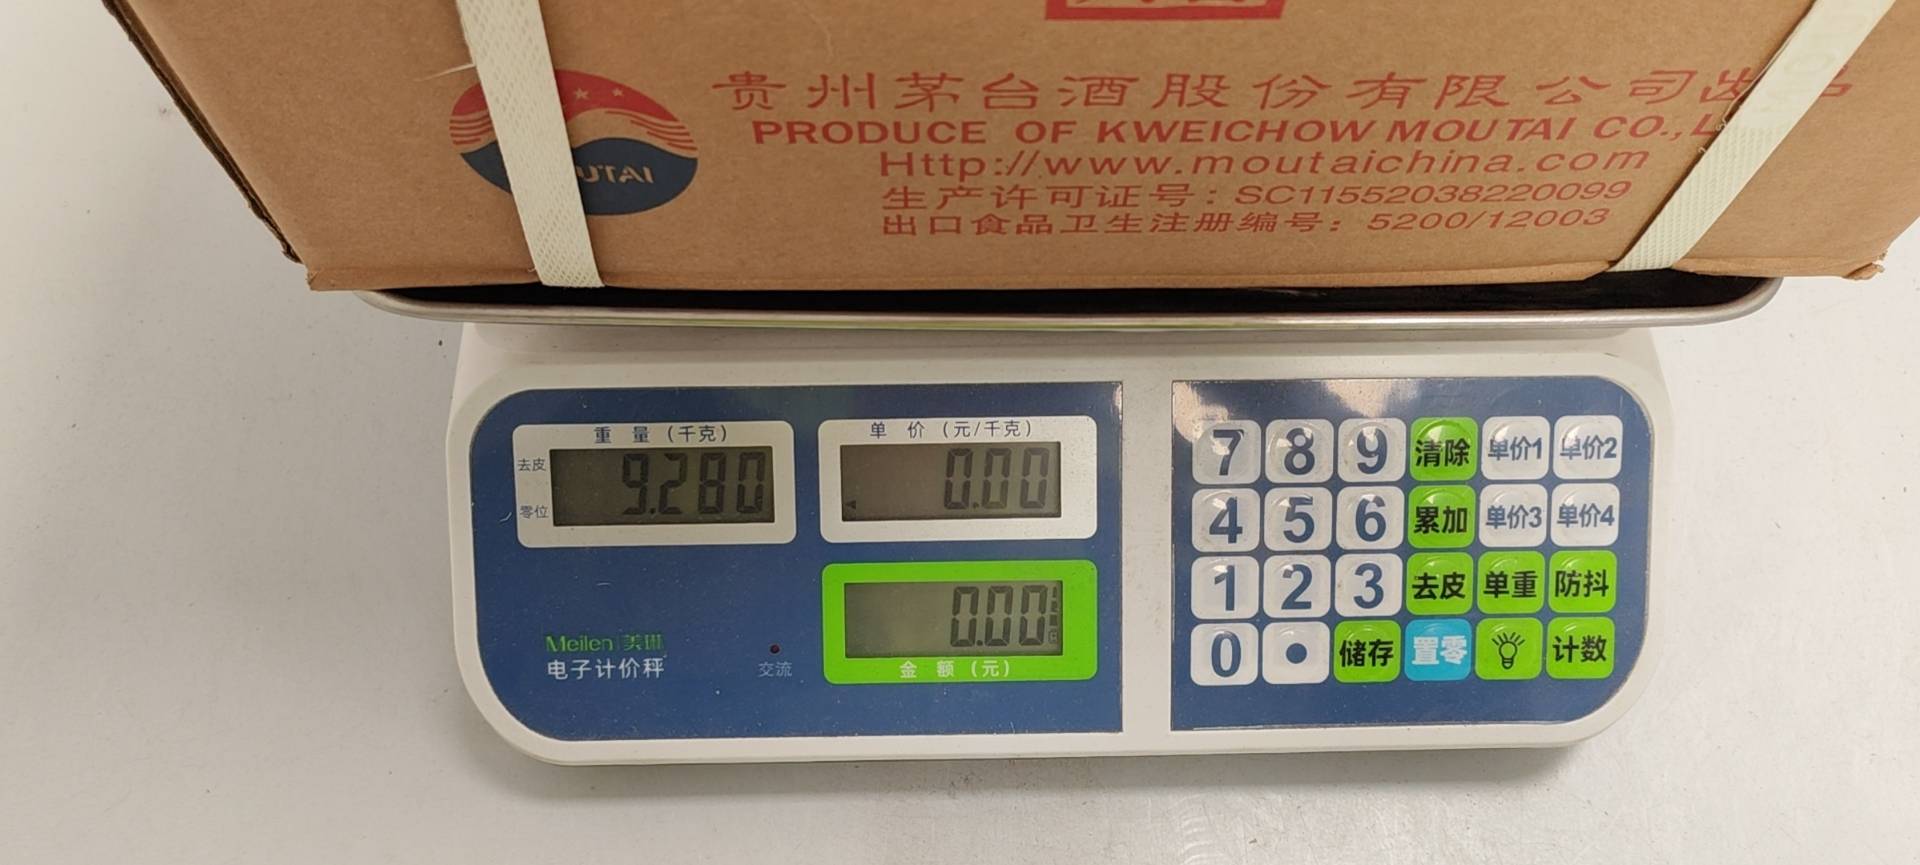 贵州茅台酒股份有限公司出品
PRODUCE OF KWEICHOW MOUTAI CO.,L
Http://www.moutaichina.com
生产许可证号: SC11552038220099
出口食品卫生注册编号: 5200/12003
UTAI
重量(千克)
单价(元/千克)
去皮
零位
9.280
0.00
0.00
金额(元)
Meilen 美琳
电子计价秤
交流
7 8 9 清除 单价1 单价2
4 5 6 累加 单价3 单价4
1 2 3 去皮 单重 防抖
0 • 储存 置零 计数